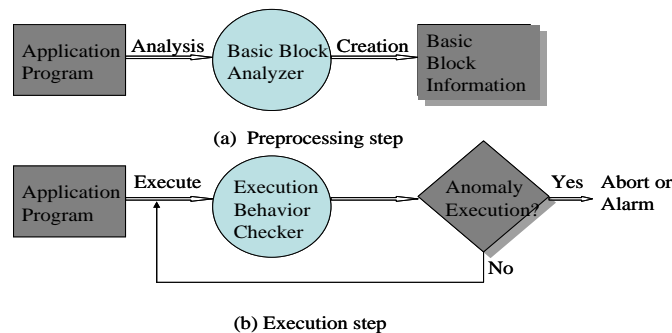 Application
Program
Analysis
Basic Block
Analyzer
Creation
Basic
Block
Information
(a) Preprocessing step
Application
Program
Execute
Execution
Behavior
Checker
Anomaly
Execution?
Yes
Abort or
Alarm
No
(b) Execution step